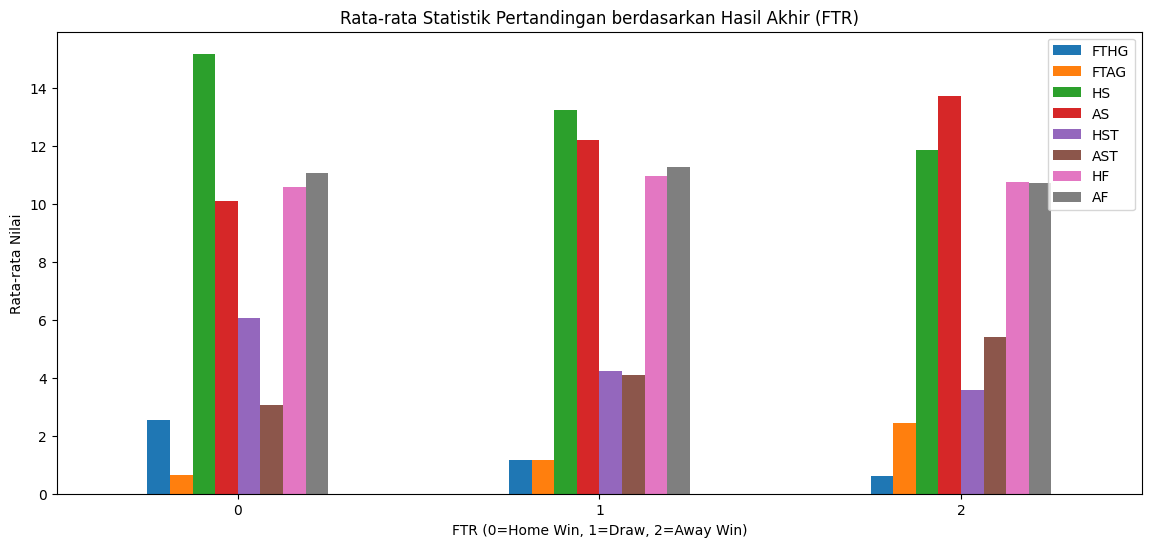 Rata-rata Statistik Pertandingan berdasarkan Hasil Akhir (FTR)
FTHG
FTAG
HS
AS
HST
AST
HF
AF
Rata-rata Nilai
14
12
10
8
6
4
2
0
0
1
2
FTR (0=Home Win, 1=Draw, 2=Away Win)